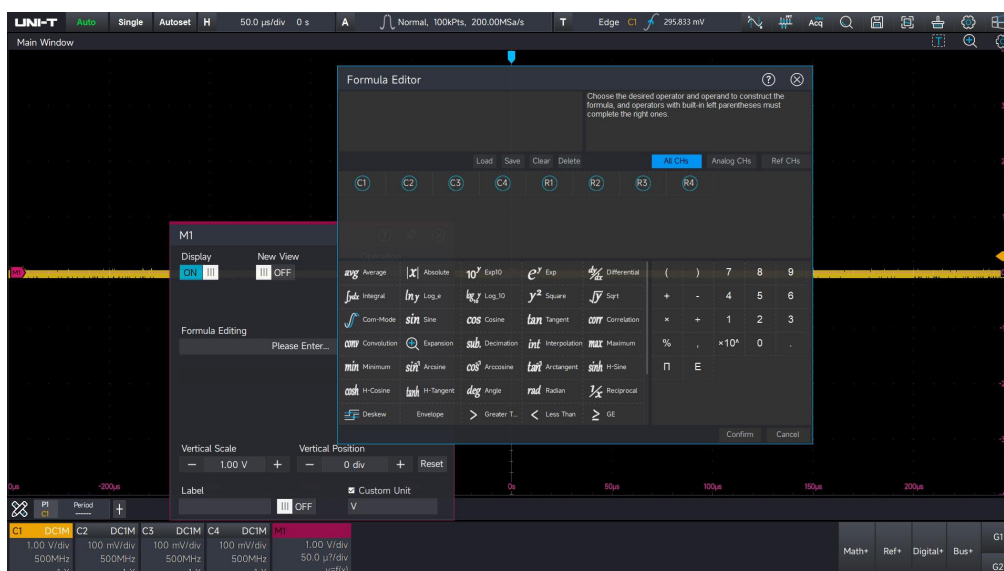 UNI-T Auto Single Autoset H 50.0 μs/div 0 s A Normal, 100kPts, 200.00MSa/s T Edge C1 295.833 mV Acq
Main Window
Formula Editor
Choose the desired operator and operand to construct the
formula, and operators with built-in left parentheses must
complete the right ones.
Load Save Clear Delete All CHs Analog CHs Ref CHs
C1 C2 C3 C4 R1 R2 R3 R4
M1
Display New View
ON OFF
M1
avg Average |x| Absolute 10^y Exp10 e^y Exp dy/dx Differential ( ) 7 8 9
∫ydx Integral lny Log_e log₁₀y Log_10 y² Square √y Sqrt + - 4 5 6
Com-Mode sin Sine cos Cosine tan Tangent corr Correlation × ÷ 1 2 3
Formula Editing
Please Enter...
conv Convolution Expansion sub. Decimation int Interpolation max Maximum % , ×10^ 0 .
min Minimum sin⁻¹ Arcsine cos⁻¹ Arccosine tan⁻¹ Arctangent sinh H-Sine Π E
cosh H-Cosine tanh H-Tangent deg Angle rad Radian 1/x Reciprocal
Deskew Envelope > Greater T... < Less Than ≥ GE
Confirm Cancel
Vertical Scale Vertical Position
− 1.00 V + − 0 div + Reset
Label Custom Unit
OFF V
0μs -200μs 0s 50μs 100μs 150μs 200μs
P1 C1 Period ----- +
C1 DC1M C2 DC1M C3 DC1M C4 DC1M M1
1.00 V/div 100 mV/div 100 mV/div 100 mV/div 1.00 V/div
500MHz 500MHz 500MHz 500MHz 50.0 μ?/div
Math+ Ref+ Digital+ Bus+
G1
G2